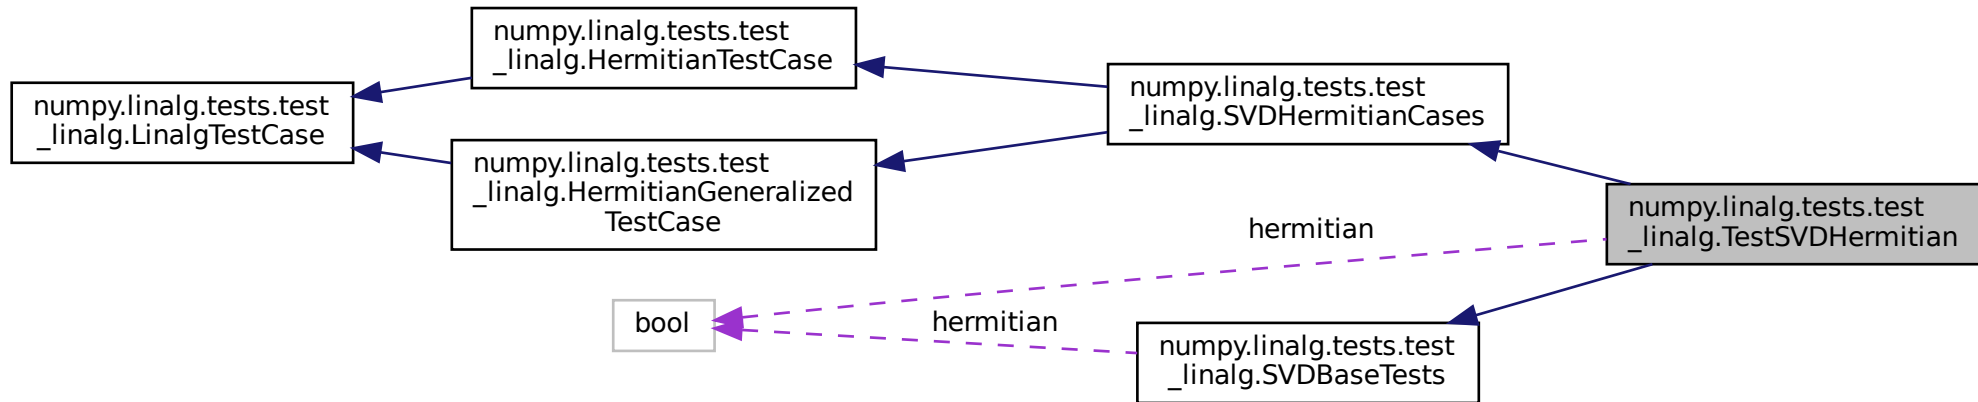 numpy.linalg.tests.test
_linalg.LinalgTestCase
numpy.linalg.tests.test
_linalg.HermitianTestCase
numpy.linalg.tests.test
_linalg.HermitianGeneralized
TestCase
numpy.linalg.tests.test
_linalg.SVDHermitianCases
numpy.linalg.tests.test
_linalg.TestSVDHermitian
hermitian
bool
hermitian
numpy.linalg.tests.test
_linalg.SVDBaseTests